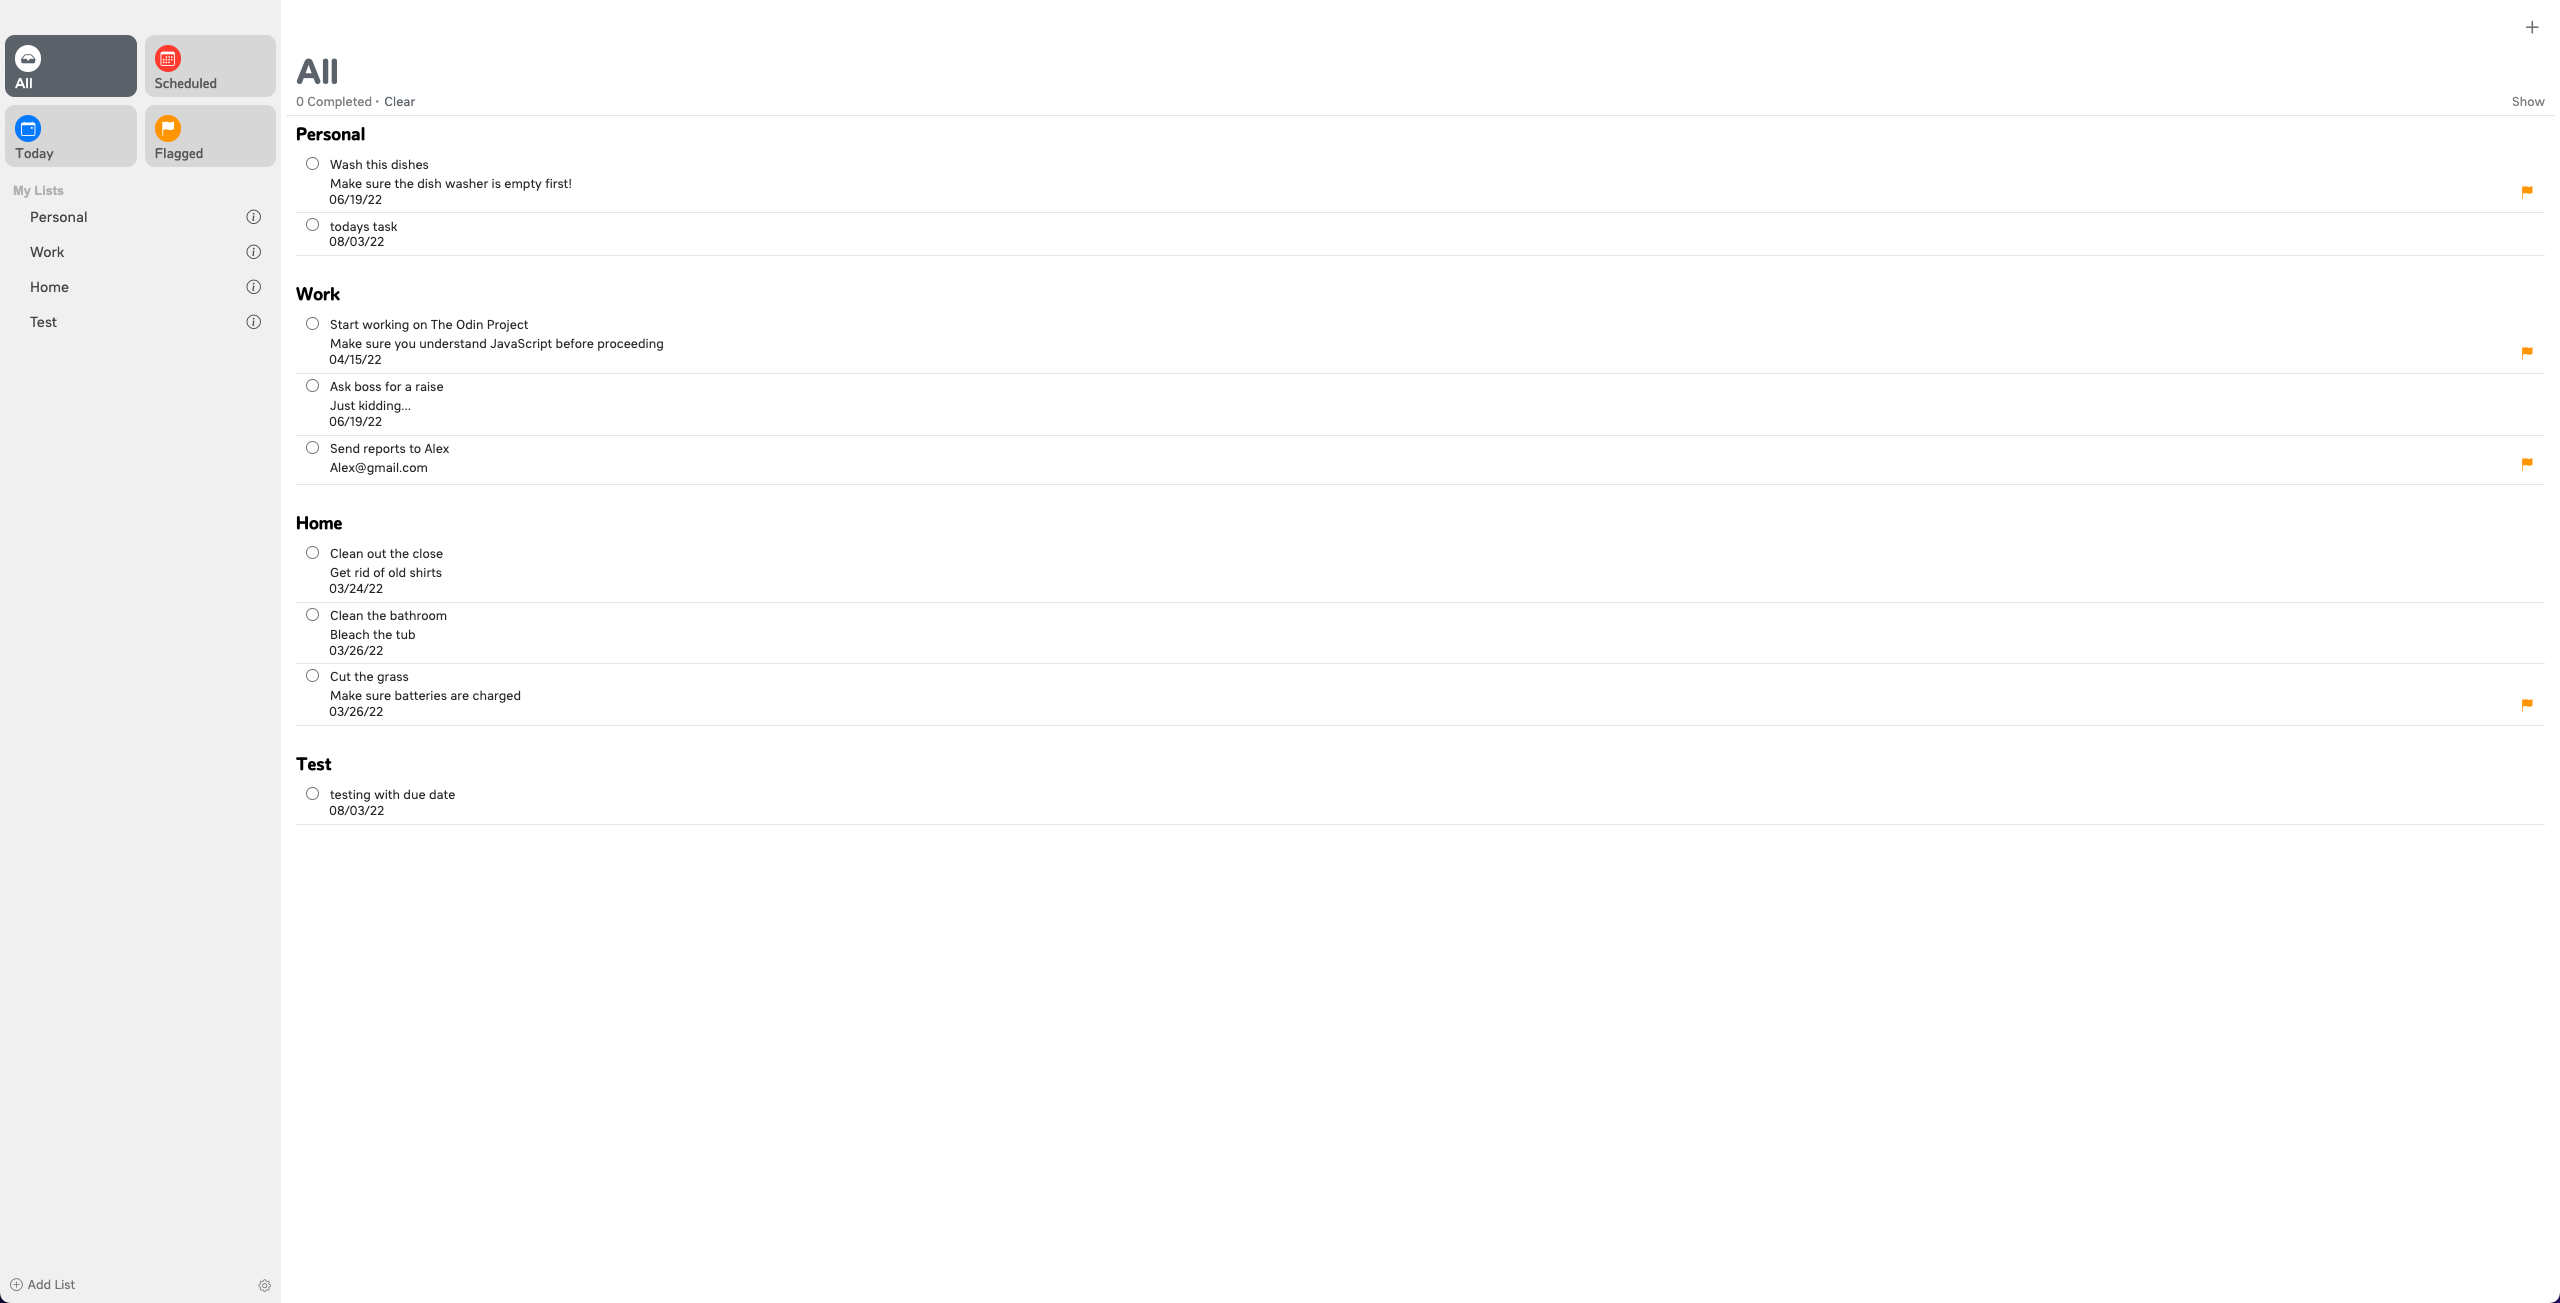 All
Scheduled
Today
Flagged
My Lists
Personal
Work
Home
Test
Add List
All
0 Completed • Clear
Show
Personal
Wash this dishes
Make sure the dish washer is empty first!
06/19/22
todays task
08/03/22
Work
Start working on The Odin Project
Make sure you understand JavaScript before proceeding
04/15/22
Ask boss for a raise
Just kidding...
06/19/22
Send reports to Alex
Alex@gmail.com
Home
Clean out the close
Get rid of old shirts
03/24/22
Clean the bathroom
Bleach the tub
03/26/22
Cut the grass
Make sure batteries are charged
03/26/22
Test
testing with due date
08/03/22